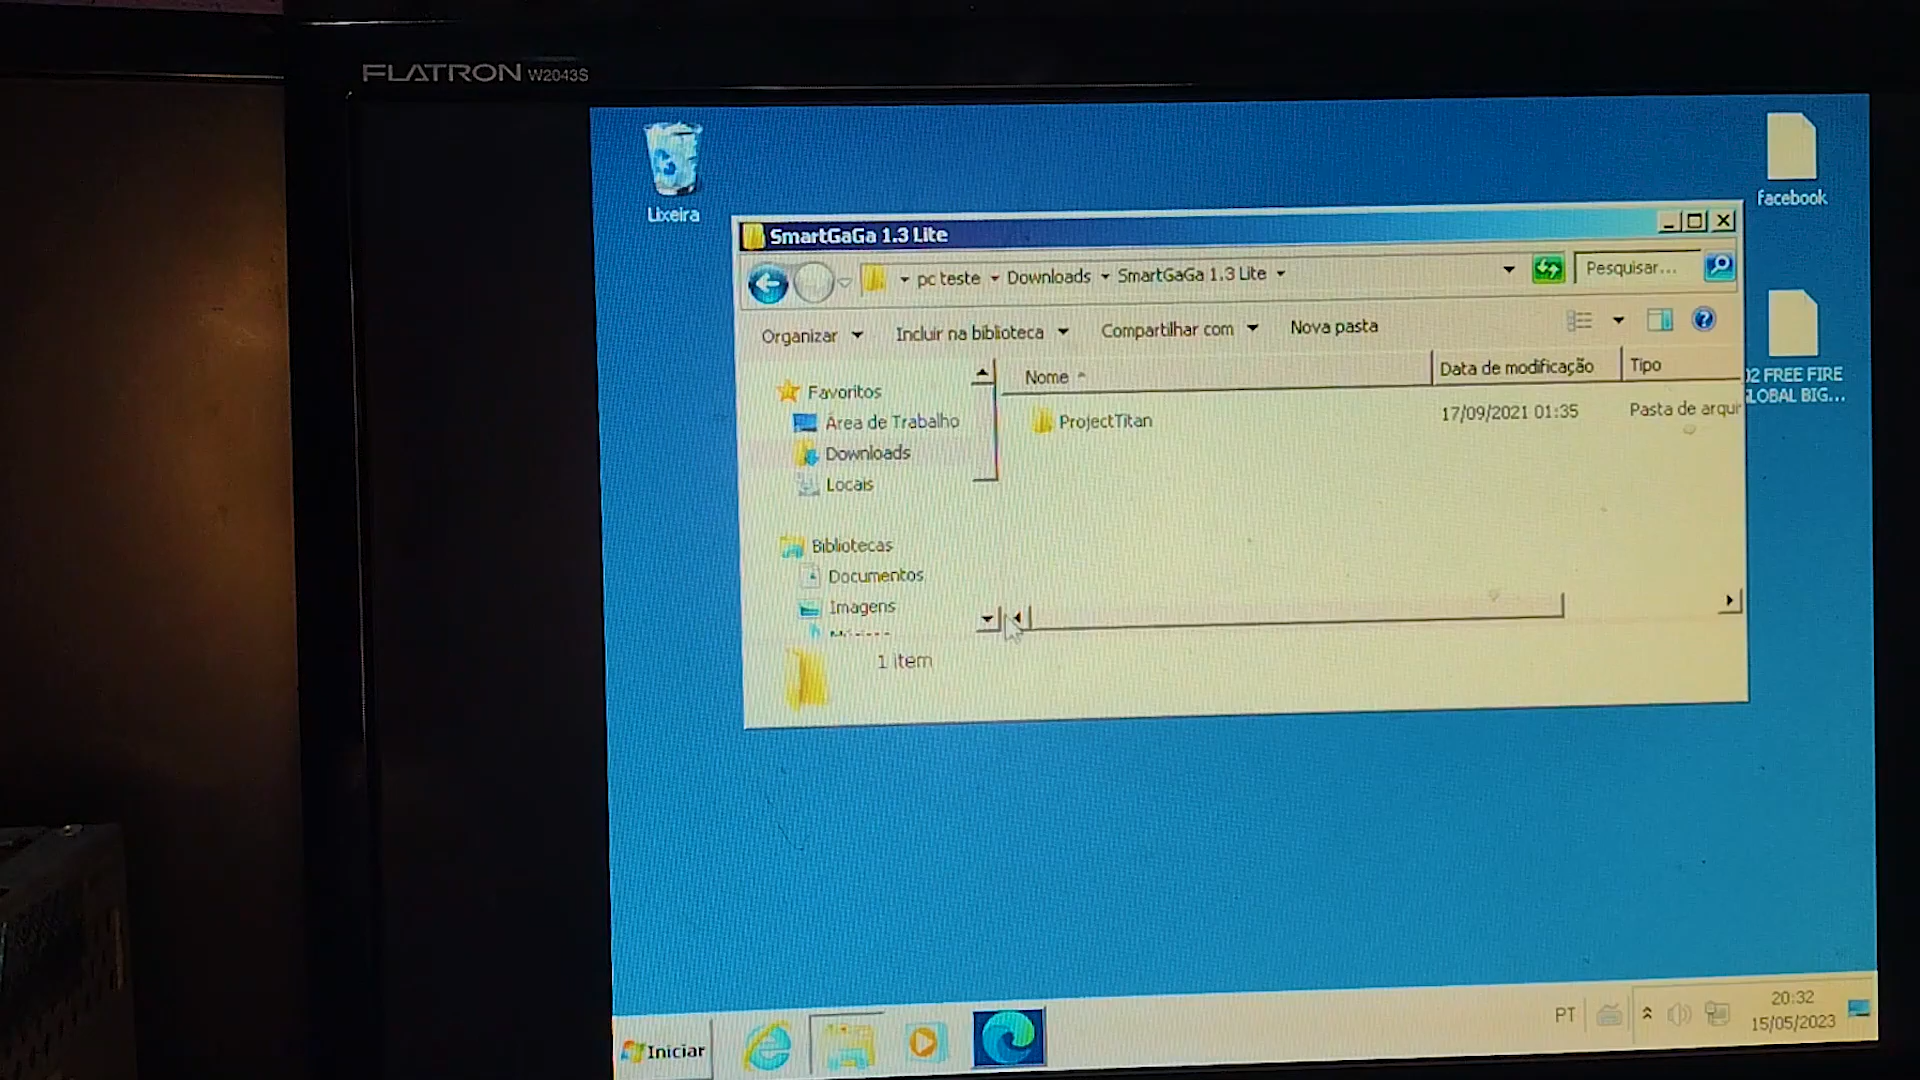 FLATRON W2043S
Lixeira
facebook
SmartGaGa 1.3 Lite
pc teste
Downloads
SmartGaGa 1.3 Lite
Pesquisar...
Organizar
Incluir na biblioteca
Compartilhar com
Nova pasta
Nome
Data de modificação
Tipo
Favoritos
Área de Trabalho
Downloads
Locais
ProjectTitan
17/09/2021 01:35
Pasta de arqui
2 FREE FIRE
LOBAL BIG...
Bibliotecas
Documentos
Imagens
1 item
Iniciar
PT
20:32
15/05/2023